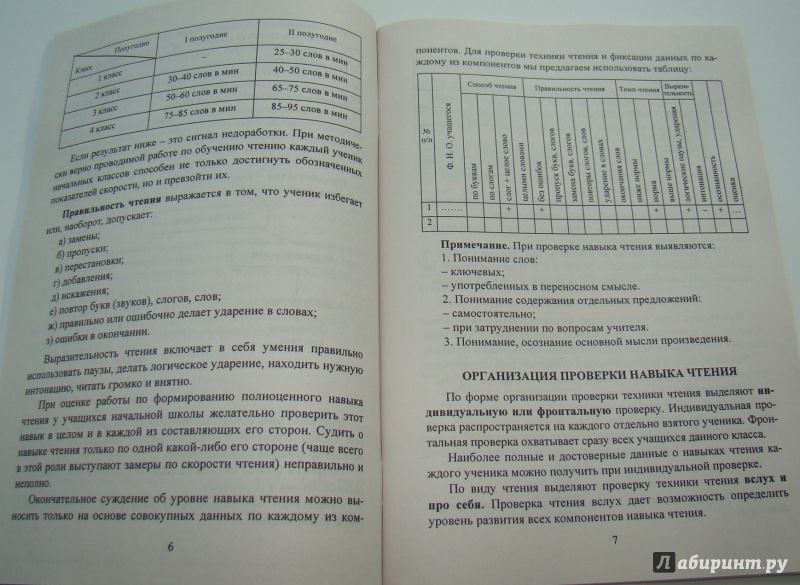 Полугодие
Класс
I полугодие
II полугодие
1 класс
–
25–30 слов в мин
2 класс
30–40 слов в мин
40–50 слов в мин
3 класс
50–60 слов в мин
65–75 слов в мин
4 класс
75–85 слов в мин
85–95 слов в мин
Если результат ниже – это сигнал недоработки. При методиче-
ски верно проводимой работе по обучению чтению каждый ученик
начальных классов способен не только достигнуть обозначенных
показателей скорости, но и превзойти их.
Правильность чтения выражается в том, что ученик избегает
или, наоборот, допускает:
а) замены;
б) пропуски;
в) перестановки;
г) добавления;
д) искажения;
е) повтор букв (звуков), слогов, слов;
ж) правильно или ошибочно делает ударение в словах;
з) ошибки в окончании.
Выразительность чтения включает в себя умения правильно
использовать паузы, делать логическое ударение, находить нужную
интонацию, читать громко и внятно.
При оценке работы по формированию полноценного навыка
чтения у учащихся начальной школы желательно проверить этот
навык в целом и в каждой из составляющих его сторон. Судить о
навыке чтения только по одной какой-либо его стороне (чаще всего
в этой роли выступают замеры по скорости чтения) неправильно и
неполно.
Окончательное суждение об уровне навыка чтения можно вы-
носить только на основе совокупных данных по каждому из ком-
6
понентов. Для проверки техники чтения и фиксации данных по ка-
ждому из компонентов мы предлагаем использовать таблицу:
№
п/п
Ф. И. О. учащегося
Способ чтения
Правильность чтения
Темп чтения
Вырази-
тельность
по буквам
по слогам
слог + целое слово
целыми словами
без ошибок
пропуск букв, слогов
замена букв, слогов
повторы слогов, слов
ударение в словах
окончания слов
ниже нормы
норма
выше нормы
логические паузы, ударения
интонация
осознанность
оценка
1 ........ + + + + – + ...
2
Примечание. При проверке навыка чтения выявляются:
1. Понимание слов:
– ключевых;
– употребленных в переносном смысле.
2. Понимание содержания отдельных предложений:
– самостоятельно;
– при затруднении по вопросам учителя.
3. Понимание, осознание основной мысли произведения.
ОРГАНИЗАЦИЯ ПРОВЕРКИ НАВЫКА ЧТЕНИЯ
По форме организации проверки техники чтения выделяют ин-
дивидуальную или фронтальную проверку. Индивидуальная про-
верка распространяется на каждого отдельно взятого ученика. Фрон-
тальная проверка охватывает сразу всех учащихся данного класса.
Наиболее полные и достоверные данные о навыках чтения каж-
дого ученика можно получить при индивидуальной проверке.
По виду чтения выделяют проверку техники чтения вслух и
про себя. Проверка чтения вслух дает возможность определить
уровень развития всех компонентов навыка чтения.
7
Лабиринт.ру